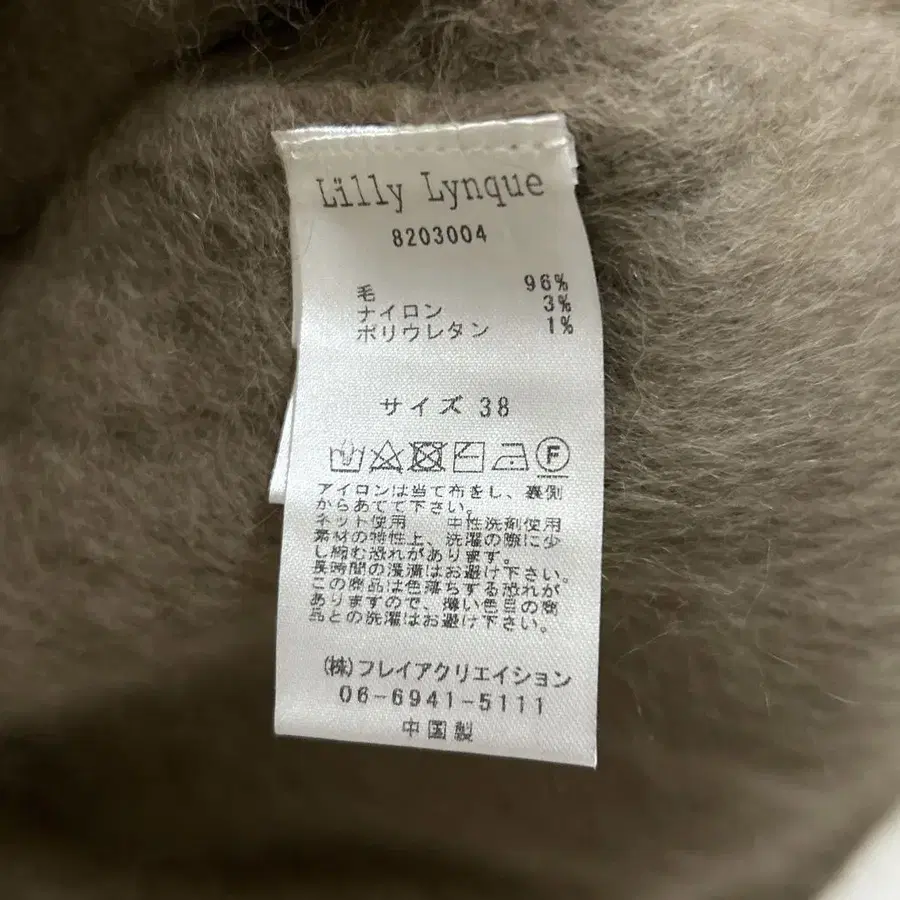 Lïlly Lynque
8203004
毛 96%
ナイロン 3%
ポリウレタン 1%
サイズ 38
F
アイロンは当て布をし、裏側
からあてて下さい。
ネット使用 中性洗剤使用
素材の特性上、洗濯の際に少
し縮む恐れがあります。
長時間の浸漬はお避け下さい。
この商品は色落ちする恐れが
ありますので、薄い色目の商
品との洗濯はお避け下さい。
(株)フレイアクリエイション
06-6941-5111
中国製